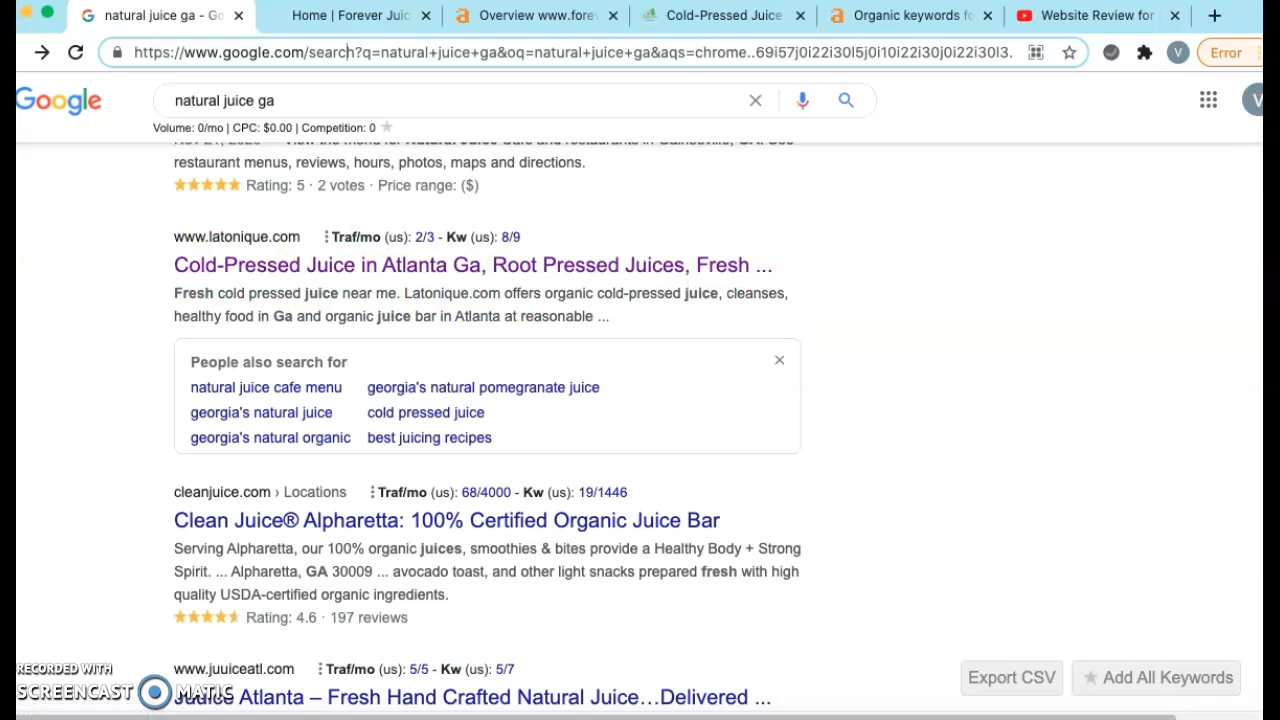 natural juice ga - Go
Home | Forever Juic
Overview www.fore
Cold-Pressed Juice
Organic keywords fo
Website Review for
https://www.google.com/search?q=natural+juice+ga&oq=natural+juice+ga&aqs=chrome..69i57j0i22i30l5j0i10i22i30j0i22i30l3.
V
Error
Google
natural juice ga
V
Volume: 0/mo | CPC: $0.00 | Competition: 0
restaurant menus, reviews, hours, photos, maps and directions.
Rating: 5 · 2 votes · Price range: ($)
www.latonique.com Traf/mo (us): 2/3 - Kw (us): 8/9
Cold-Pressed Juice in Atlanta Ga, Root Pressed Juices, Fresh ...
Fresh cold pressed juice near me. Latonique.com offers organic cold-pressed juice, cleanses,
healthy food in Ga and organic juice bar in Atlanta at reasonable ...
People also search for
natural juice cafe menu georgia's natural pomegranate juice
georgia's natural juice cold pressed juice
georgia's natural organic best juicing recipes
cleanjuice.com › Locations Traf/mo (us): 68/4000 - Kw (us): 19/1446
Clean Juice® Alpharetta: 100% Certified Organic Juice Bar
Serving Alpharetta, our 100% organic juices, smoothies & bites provide a Healthy Body + Strong
Spirit. ... Alpharetta, GA 30009 ... avocado toast, and other light snacks prepared fresh with high
quality USDA-certified organic ingredients.
Rating: 4.6 · 197 reviews
www.juuiceatl.com Traf/mo (us): 5/5 - Kw (us): 5/7
Atlanta – Fresh Hand Crafted Natural Juice...Delivered ...
Export CSV
Add All Keywords
RECORDED WITH
SCREENCAST MATIC